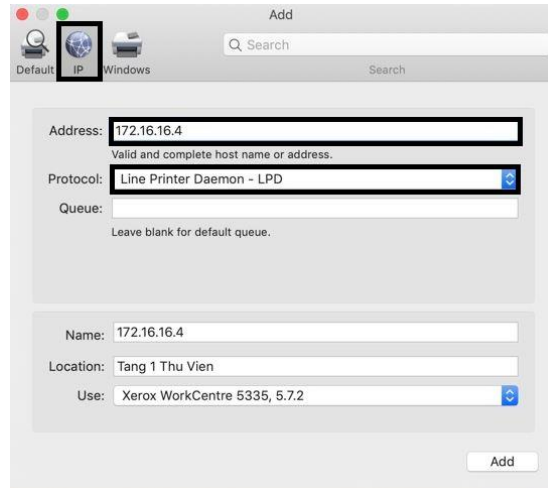 Add
Search
Default IP Windows
Search
Address: 172.16.16.4
Valid and complete host name or address.
Protocol: Line Printer Daemon - LPD
Queue:
Leave blank for default queue.
Name: 172.16.16.4
Location: Tang 1 Thu Vien
Use: Xerox WorkCentre 5335, 5.7.2
Add